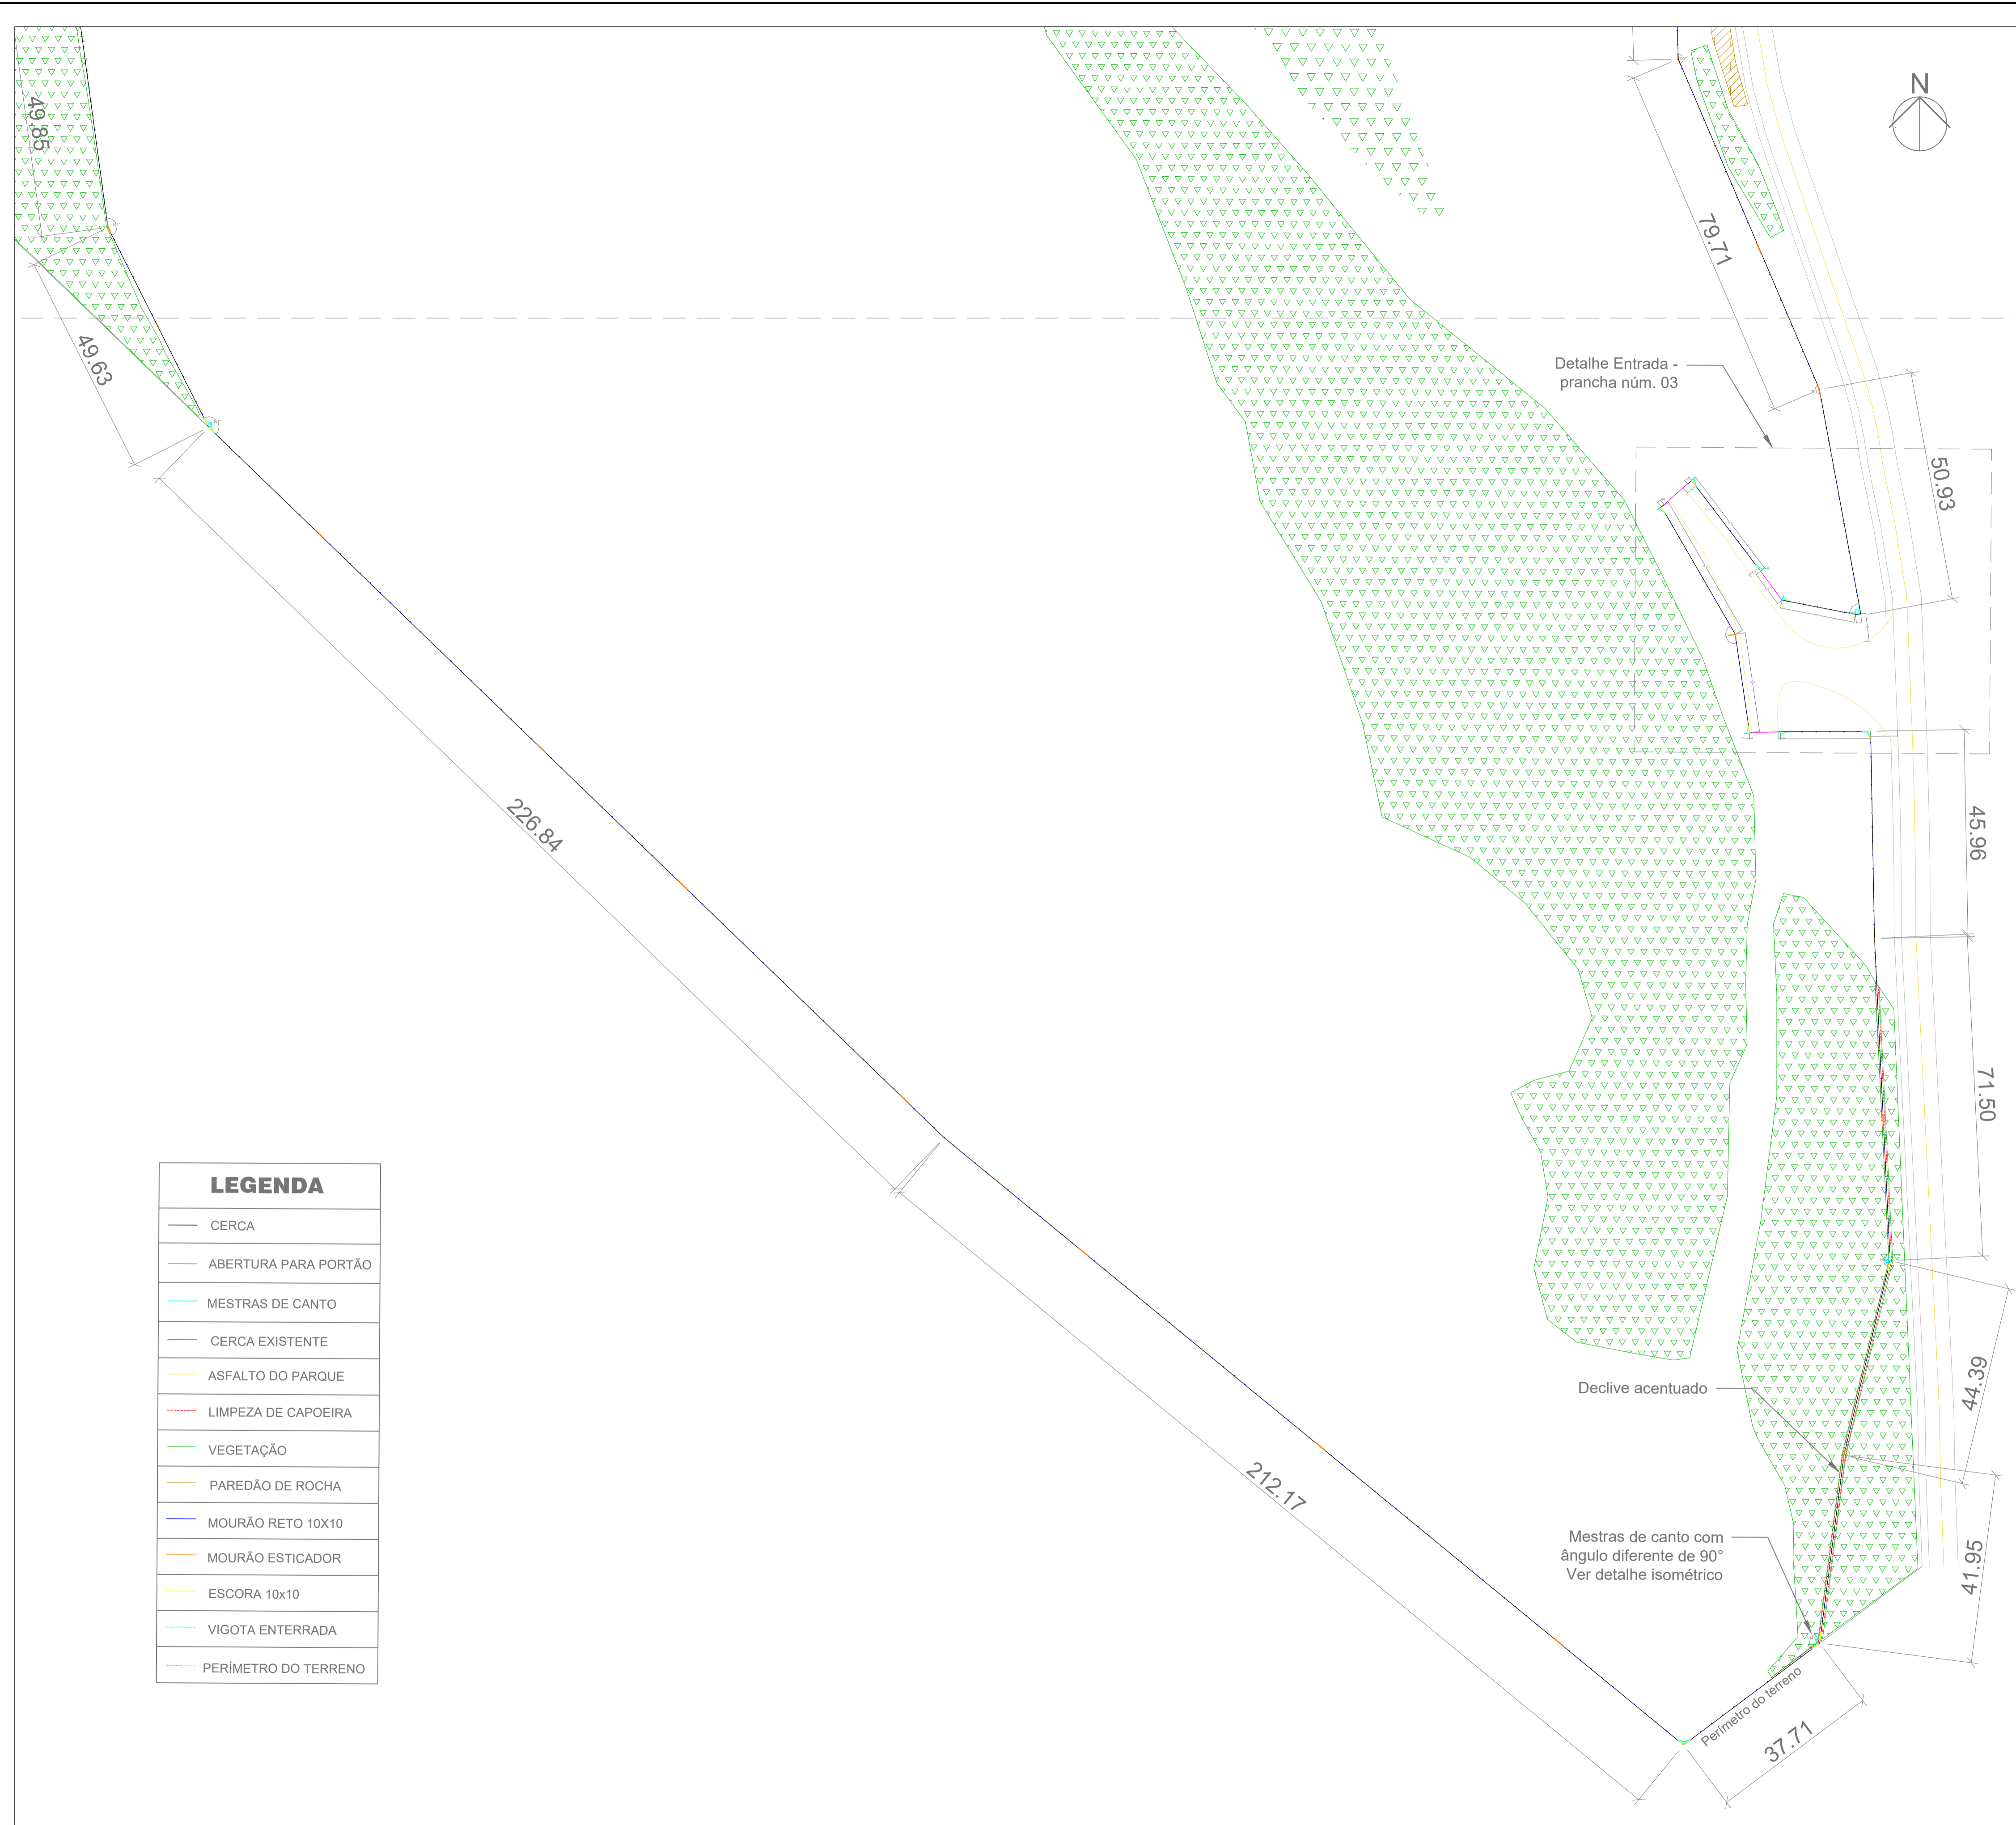 N
49.85
79.71
49.63
Detalhe Entrada -
prancha núm. 03
50.93
226.84
45.96
71.50
LEGENDA
CERCA
ABERTURA PARA PORTÃO
MESTRAS DE CANTO
CERCA EXISTENTE
ASFALTO DO PARQUE
LIMPEZA DE CAPOEIRA
VEGETAÇÃO
PAREDÃO DE ROCHA
MOURÃO RETO 10X10
MOURÃO ESTICADOR
ESCORA 10x10
VIGOTA ENTERRADA
PERÍMETRO DO TERRENO
Declive acentuado
44.39
212.17
Mestras de canto com
ângulo diferente de 90°
Ver detalhe isométrico
41.95
Perímetro do terreno
37.71